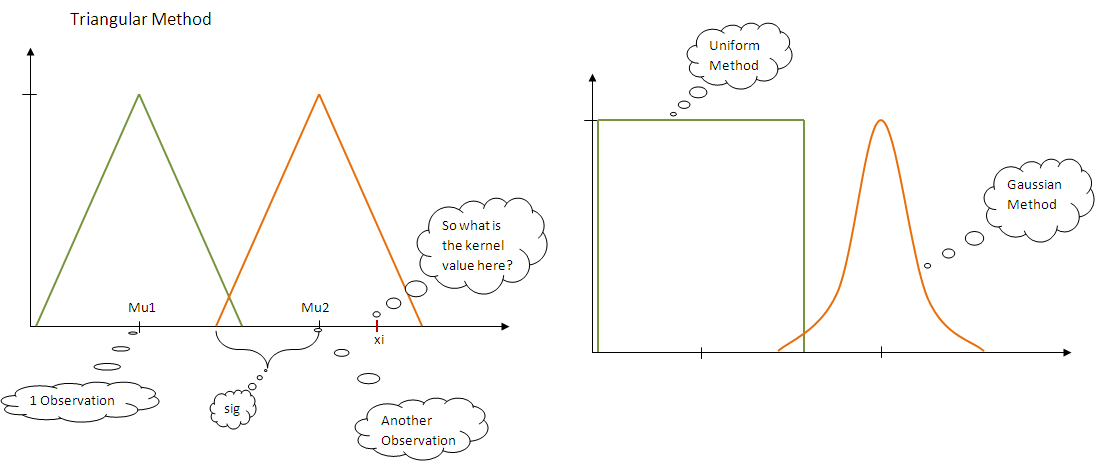 Triangular Method
So what is
the kernel
value here?
Mu1
Mu2
xi
1 Observation
sig
Another
Observation
Uniform
Method
Gaussian
Method